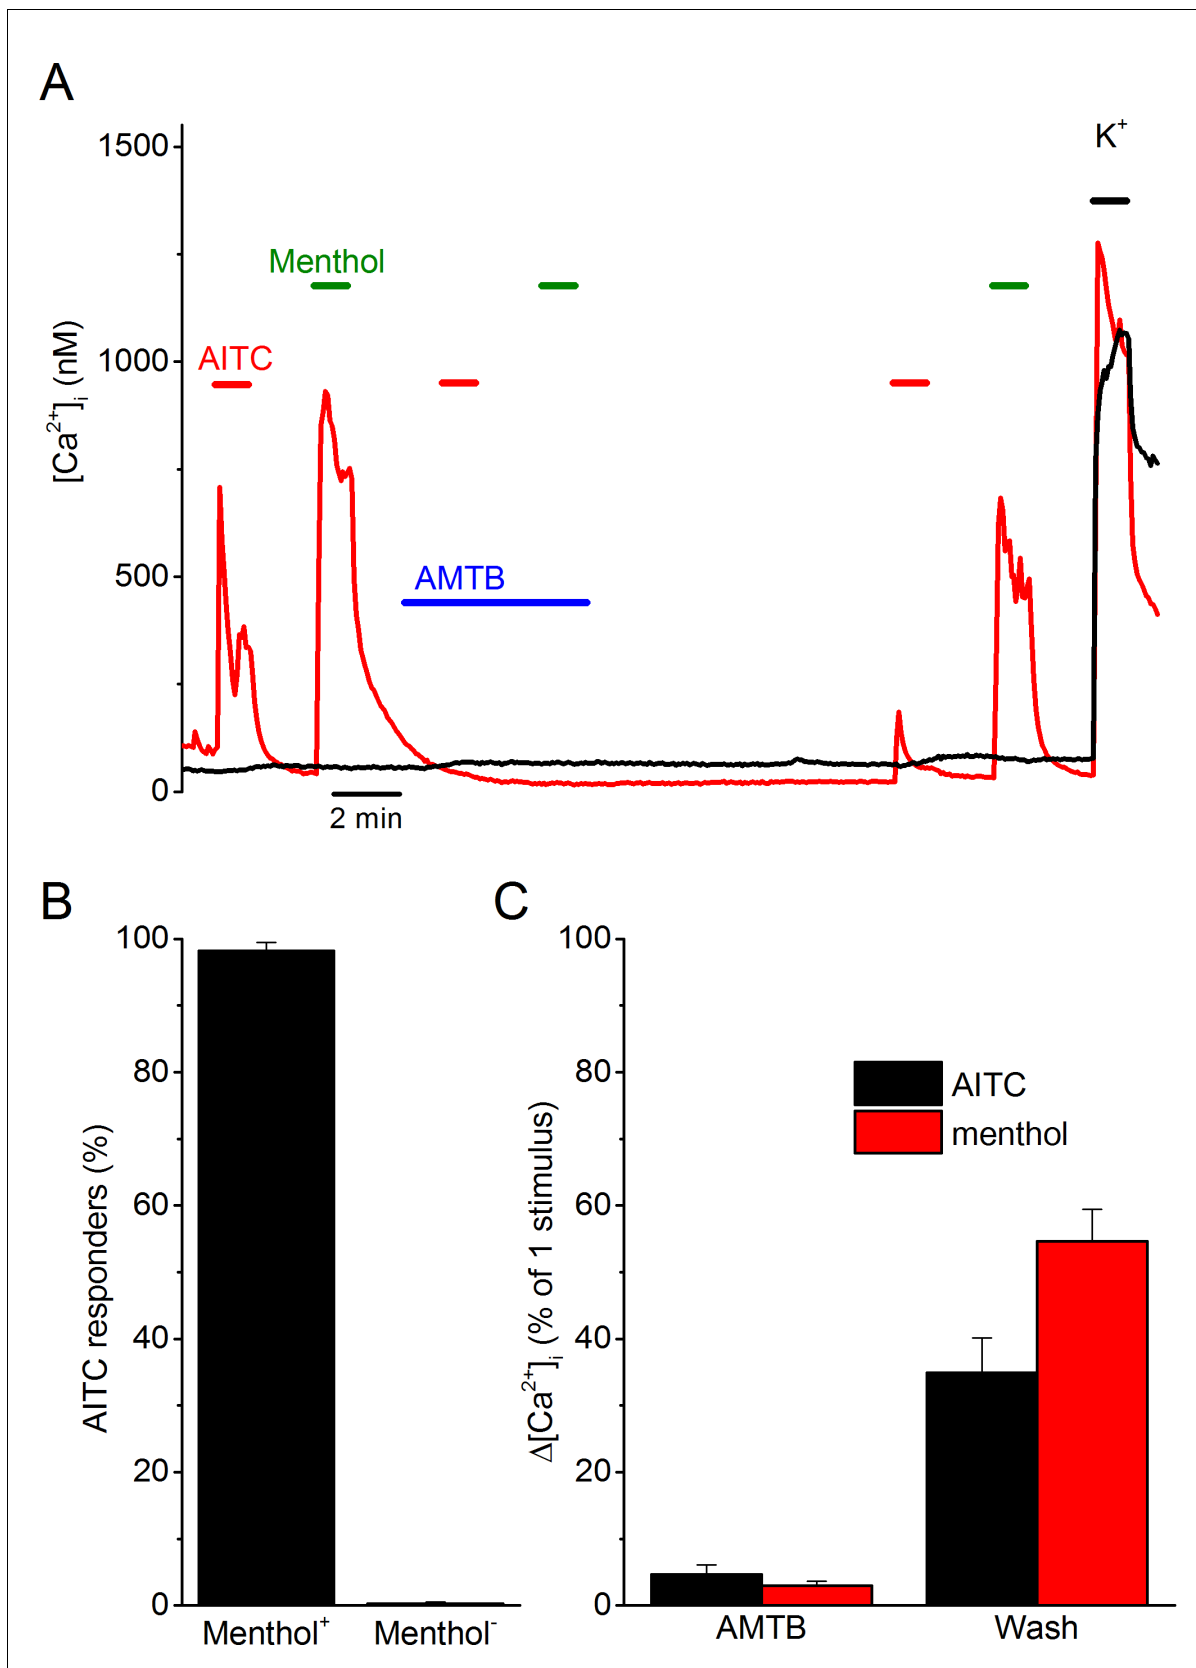 A
K⁺
1500
Menthol
AITC
1000
[Ca²⁺]ᵢ (nM)
AMTB
500
0
2 min
B
C
100
80
60
40
20
0
AITC responders (%)
Menthol⁺
Menthol⁻
100
80
60
40
20
0
Δ[Ca²⁺]ᵢ (% of 1 stimulus)
AITC
menthol
AMTB
Wash